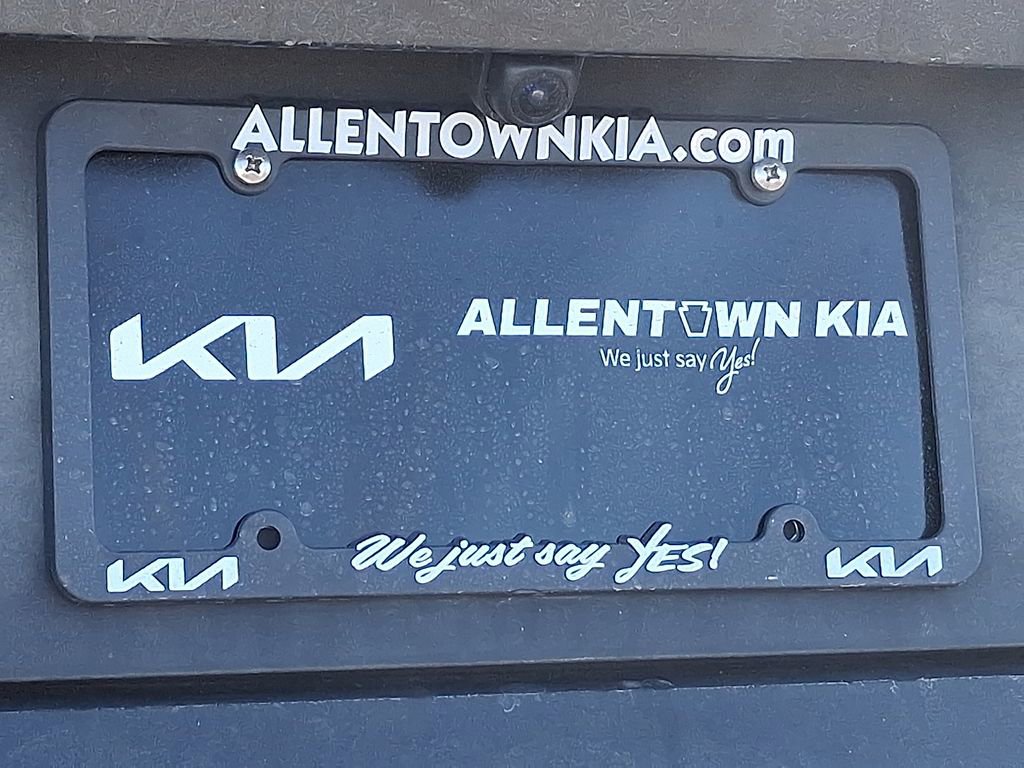 ALLENTOWNKIA.com
KIA
ALLENTOWN KIA
We just say Yes!
KIA
We just say YES!
KIA